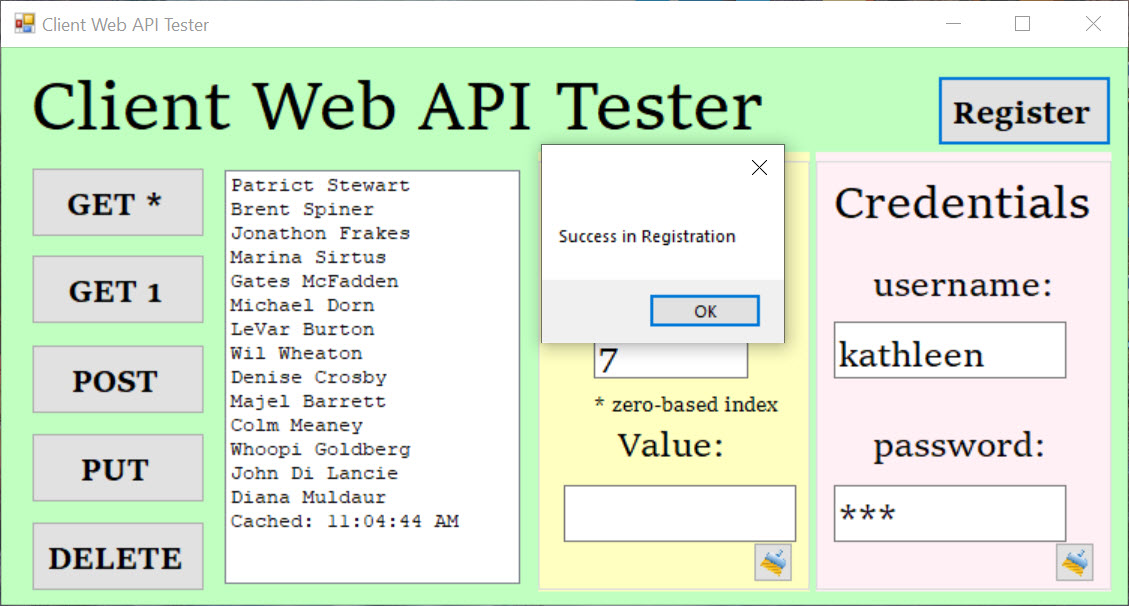 Client Web API Tester
Client Web API Tester
Register
GET *
GET 1
POST
PUT
DELETE
Patrict Stewart
Brent Spiner
Jonathon Frakes
Marina Sirtus
Gates McFadden
Michael Dorn
LeVar Burton
Wil Wheaton
Denise Crosby
Majel Barrett
Colm Meaney
Whoopi Goldberg
John Di Lancie
Diana Muldaur
Cached: 11:04:44 AM
Success in Registration
OK
7
* zero-based index
Value:
Credentials
username:
kathleen
password:
***